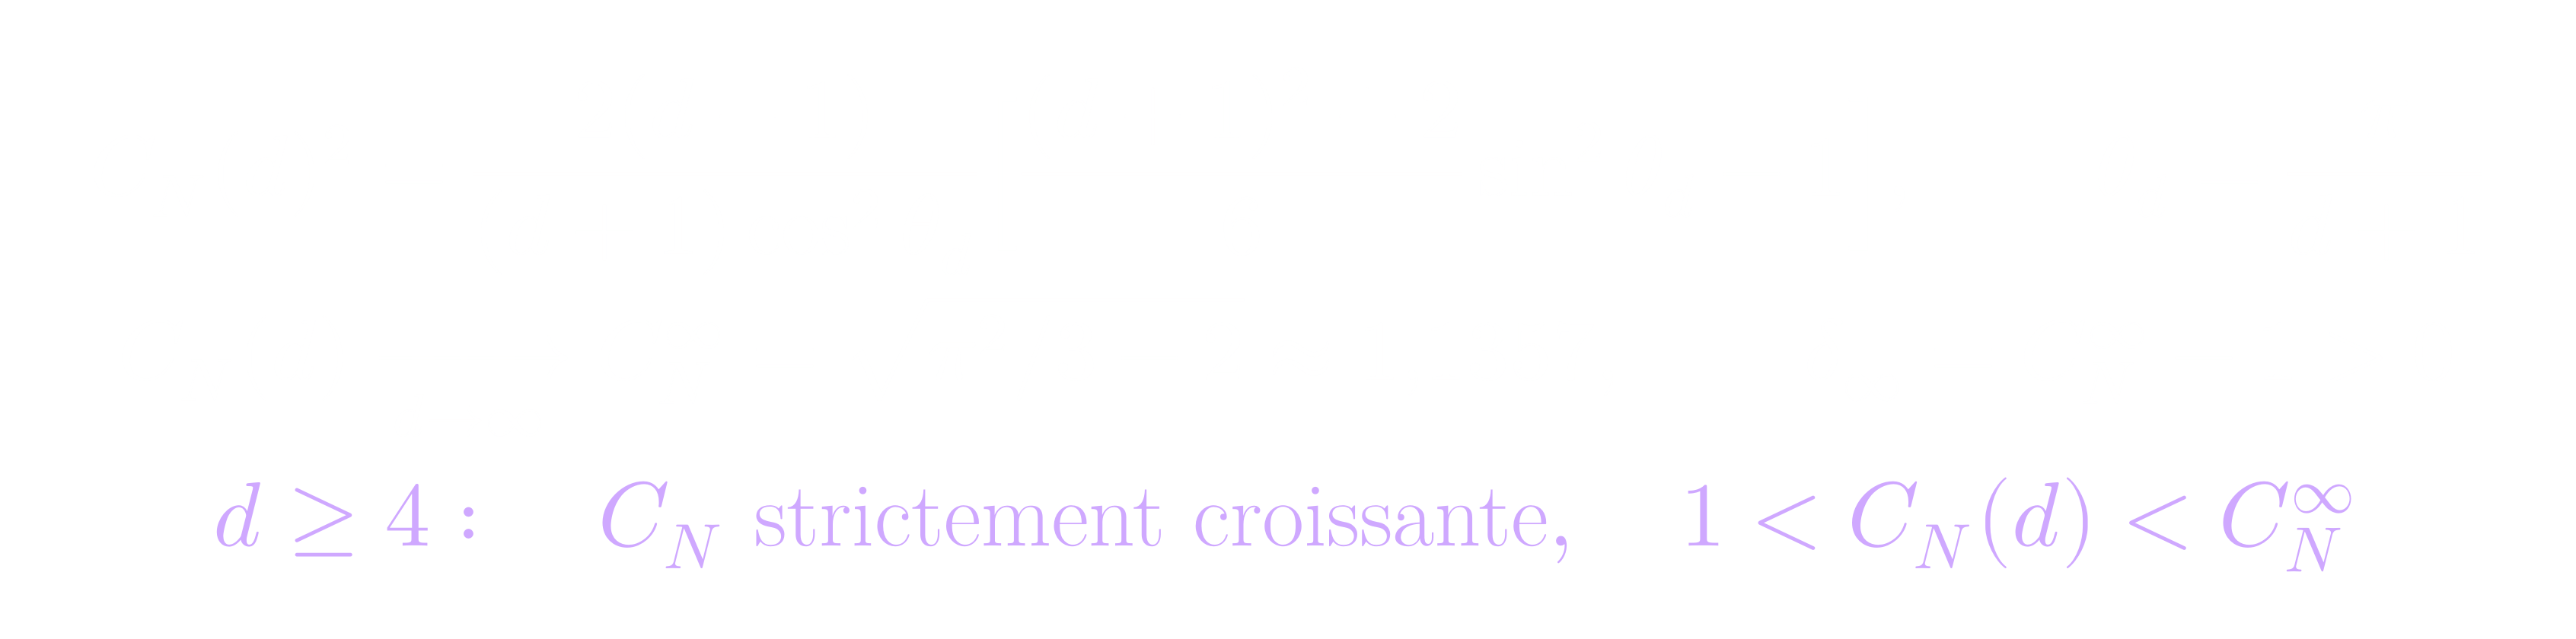 d ≥ 4 : C_N strictement croissante, 1 < C_N(d) < C_N^∞